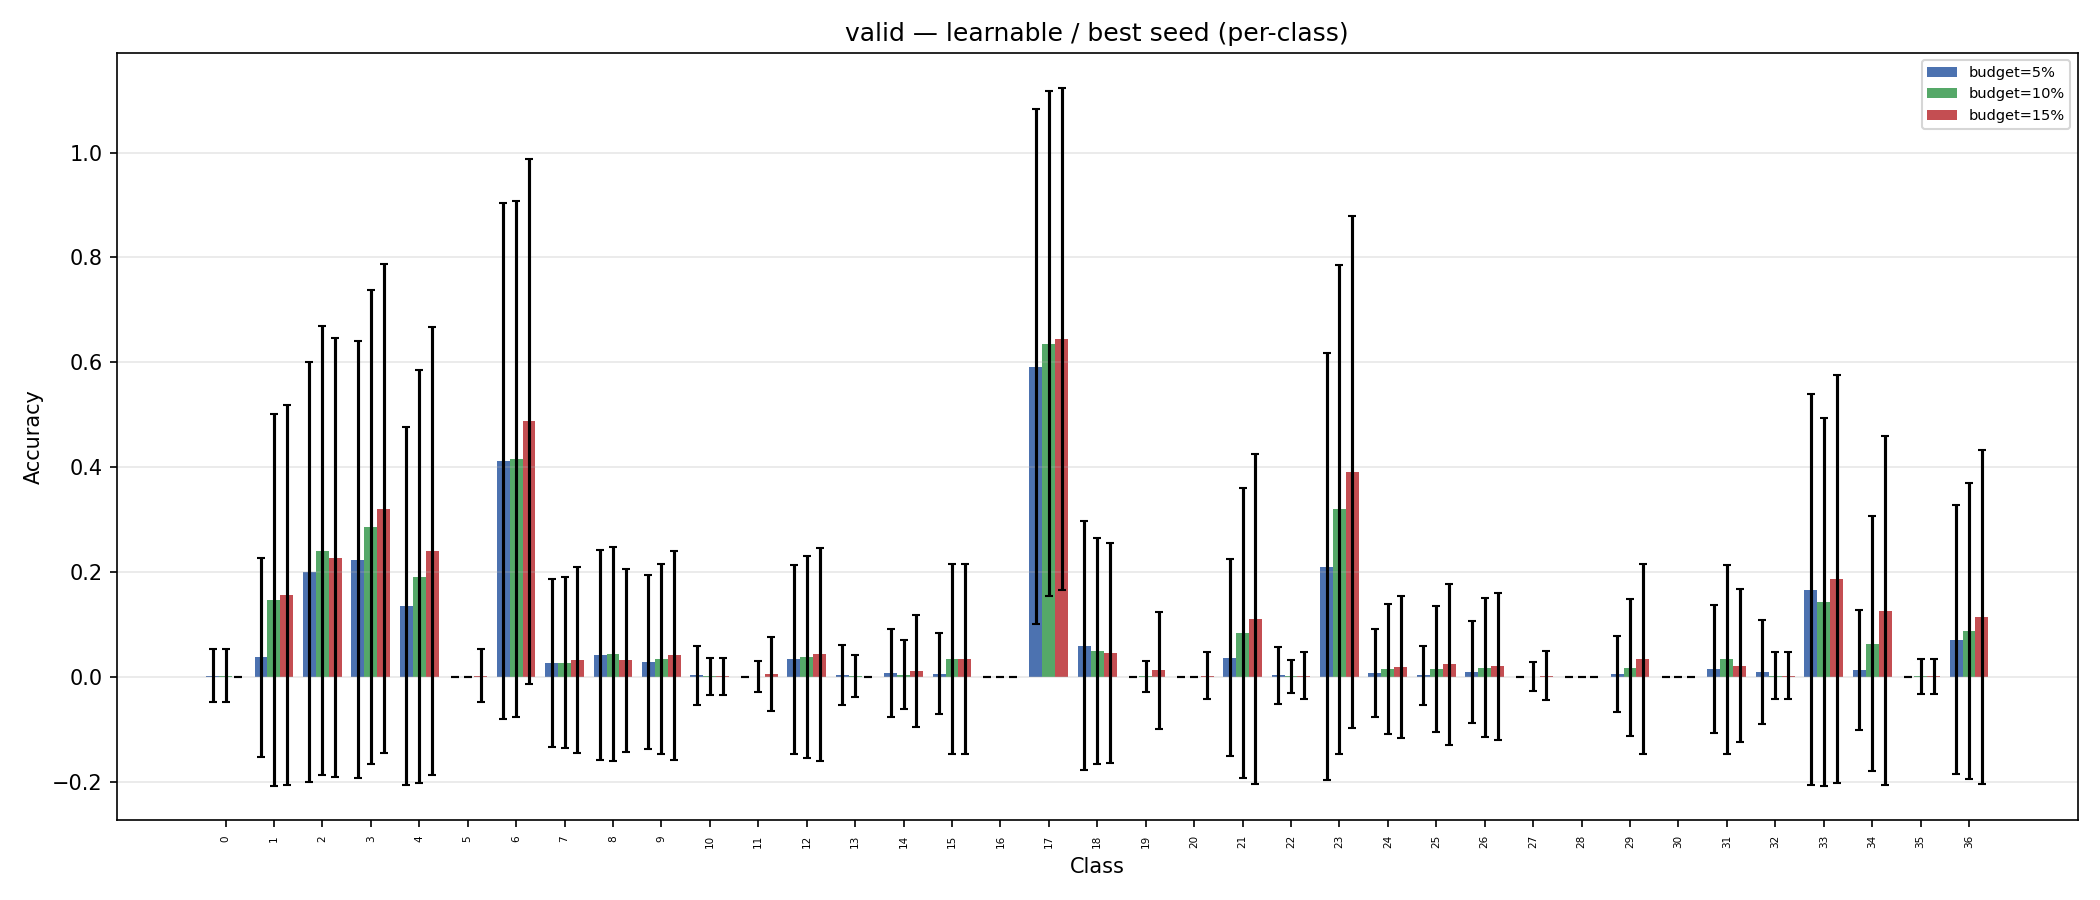 valid — learnable / best seed (per-class)
budget=5%
budget=10%
budget=15%
Accuracy
1.0
0.8
0.6
0.4
0.2
0.0
−0.2
0 1 2 3 4 5 6 7 8 9 10 11 12 13 14 15 16 17 18 19 20 21 22 23 24 25 26 27 28 29 30 31 32 33 34 35 36
Class